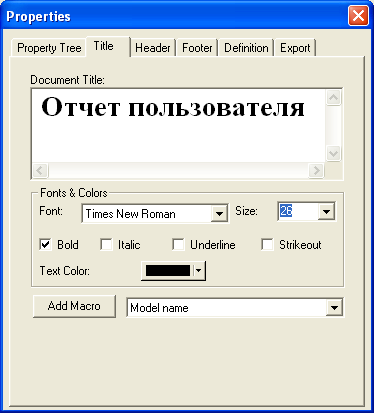 Properties
Property Tree Title Header Footer Definition Export
Document Title:
Отчет пользователя
Fonts & Colors
Font: Times New Roman Size: 26
Bold Italic Underline Strikeout
Text Color:
Add Macro Model name